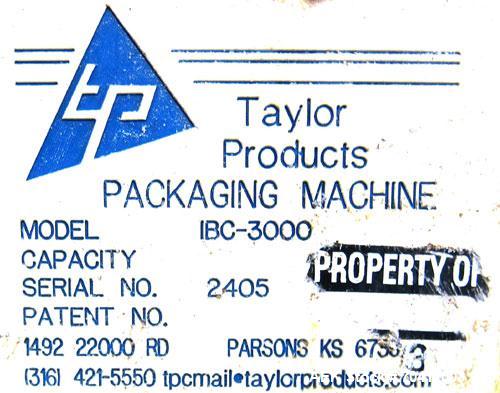 tp
Taylor
Products
PACKAGING MACHINE
MODEL IBC-3000
CAPACITY
SERIAL NO. 2405
PROPERTY OF
PATENT NO.
1492 22000 RD PARSONS KS
(316) 421-5550 tpcmail•taylorproducts.com